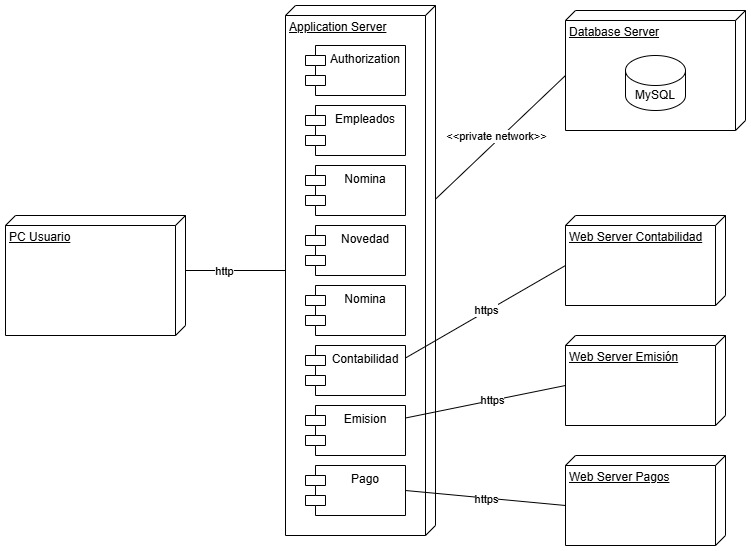 Application Server
Authorization
Empleados
Nomina
Novedad
Nomina
Contabilidad
Emision
Pago
PC Usuario
http
<<private network>>
https
https
https
Database Server
MySQL
Web Server Contabilidad
Web Server Emisión
Web Server Pagos